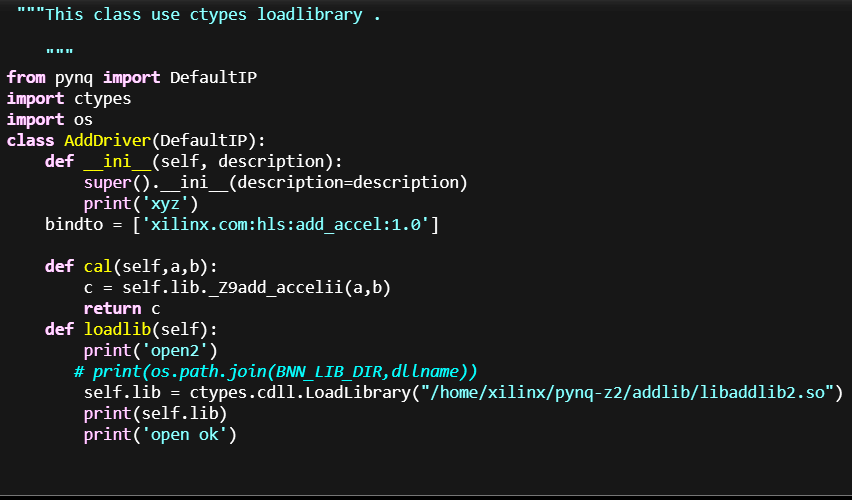 """This class use ctypes loadlibrary .
"""
from pynq import DefaultIP
import ctypes
import os
class AddDriver(DefaultIP):
def __ini__(self, description):
super().__ini__(description=description)
print('xyz')
bindto = ['xilinx.com:hls:add_accel:1.0']
def cal(self,a,b):
c = self.lib._Z9add_accelii(a,b)
return c
def loadlib(self):
print('open2')
# print(os.path.join(BNN_LIB_DIR,dllname))
self.lib = ctypes.cdll.LoadLibrary("/home/xilinx/pynq-z2/addlib/libaddlib2.so")
print(self.lib)
print('open ok')